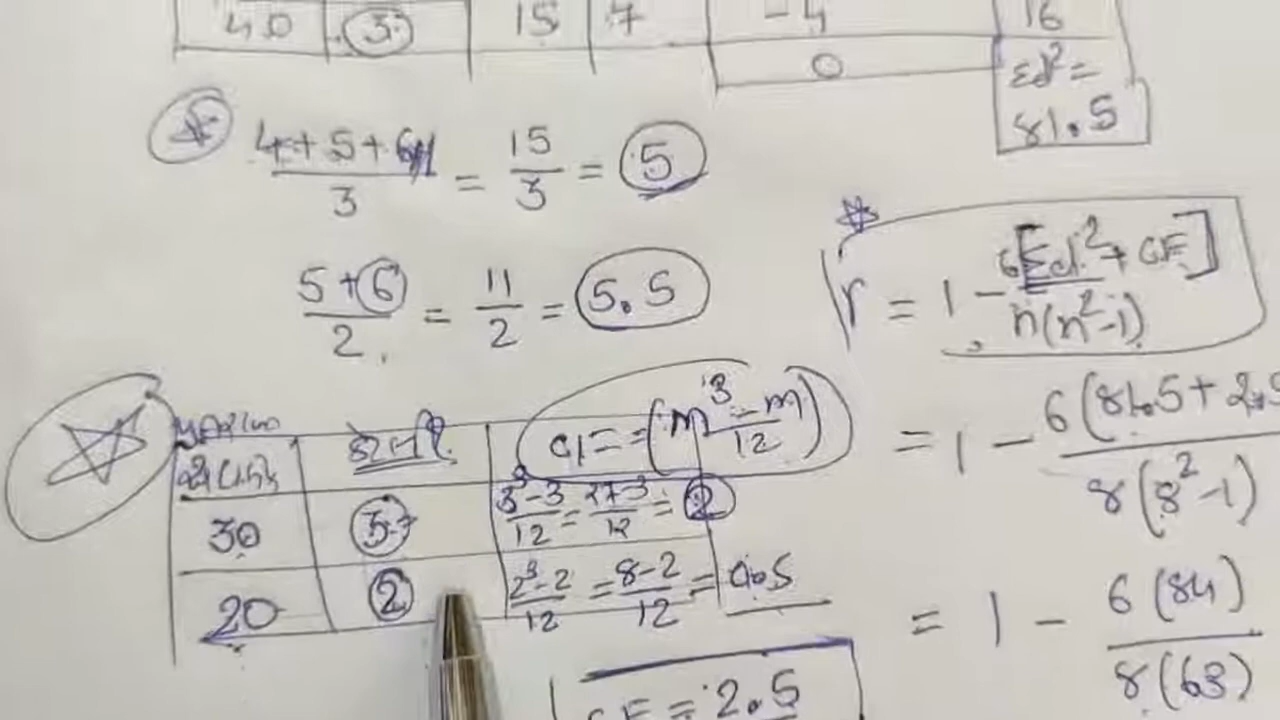 40 3 15 7 -4 16
0 Σd²=
81.5
4+5+6/3 = 15/3 = 5
5+6/2 = 11/2 = 5.5
r = 1 - 6[Σd²+CF]/n(n²-1)
CF = (m³-m/12)
= 1 - 6(81.5+2.5/8(8²-1)
30 3 3³-3/12 = 27-3/12 = 2
20 2 2³-2/12 = 8-2/12 = 0.5
= 1 - 6(84)/8(63)
CF = 2.5